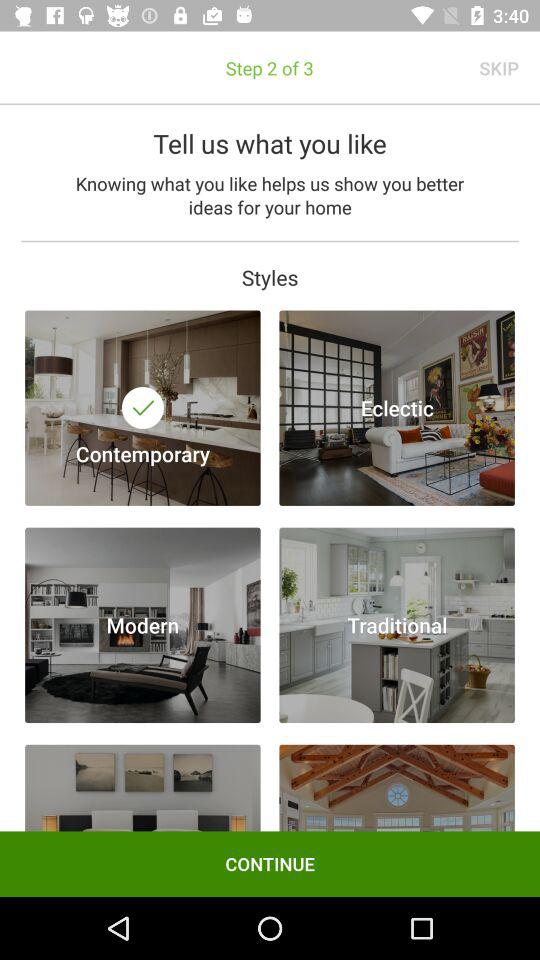 3:40
Step 2 of 3
SKIP
Tell us what you like
Knowing what you like helps us show you better
ideas for your home
Styles
RAISIN
Contemporary
Eclectic
Modern
Traditional
CONTINUE